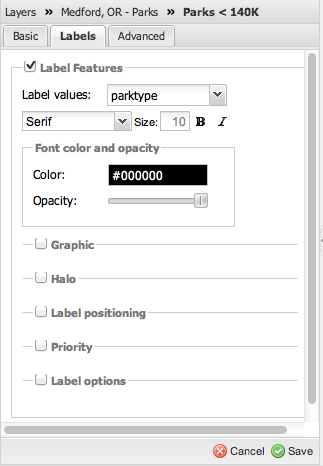 Layers » Medford, OR - Parks » Parks < 140K
Basic Labels Advanced
Label Features
Label values: parktype
Serif Size: 10 B I
Font color and opacity
Color: #000000
Opacity:
Graphic
Halo
Label positioning
Priority
Label options
Cancel Save